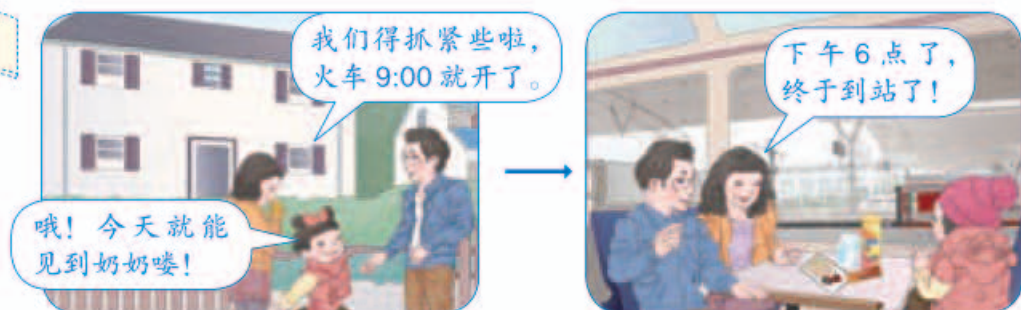 我们得抓紧些啦，
火车 9:00 就开了。
哦！今天就能
见到奶奶喽！
下午 6 点了，
终于到站了！